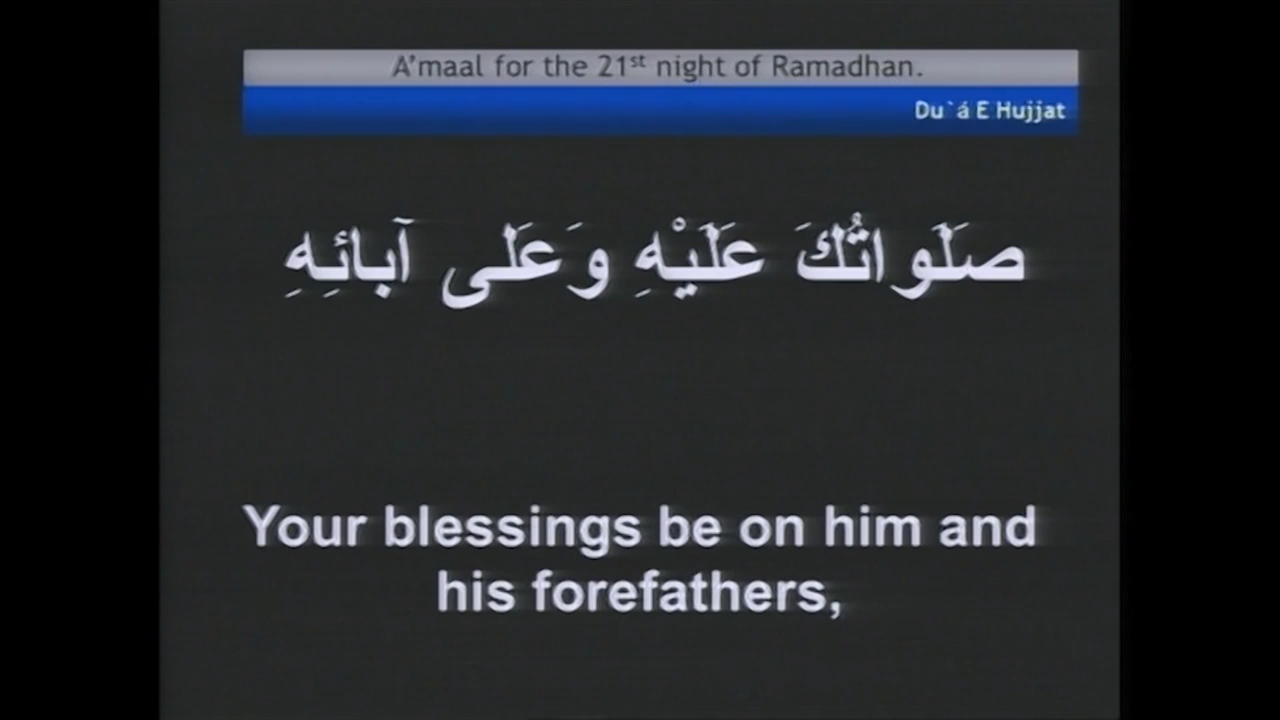 A'maal for the 21st night of Ramadhan.
Du`á E Hujjat
صَلَواتُكَ عَلَيْهِ وَعَلى آبائِهِ
Your blessings be on him and
his forefathers,